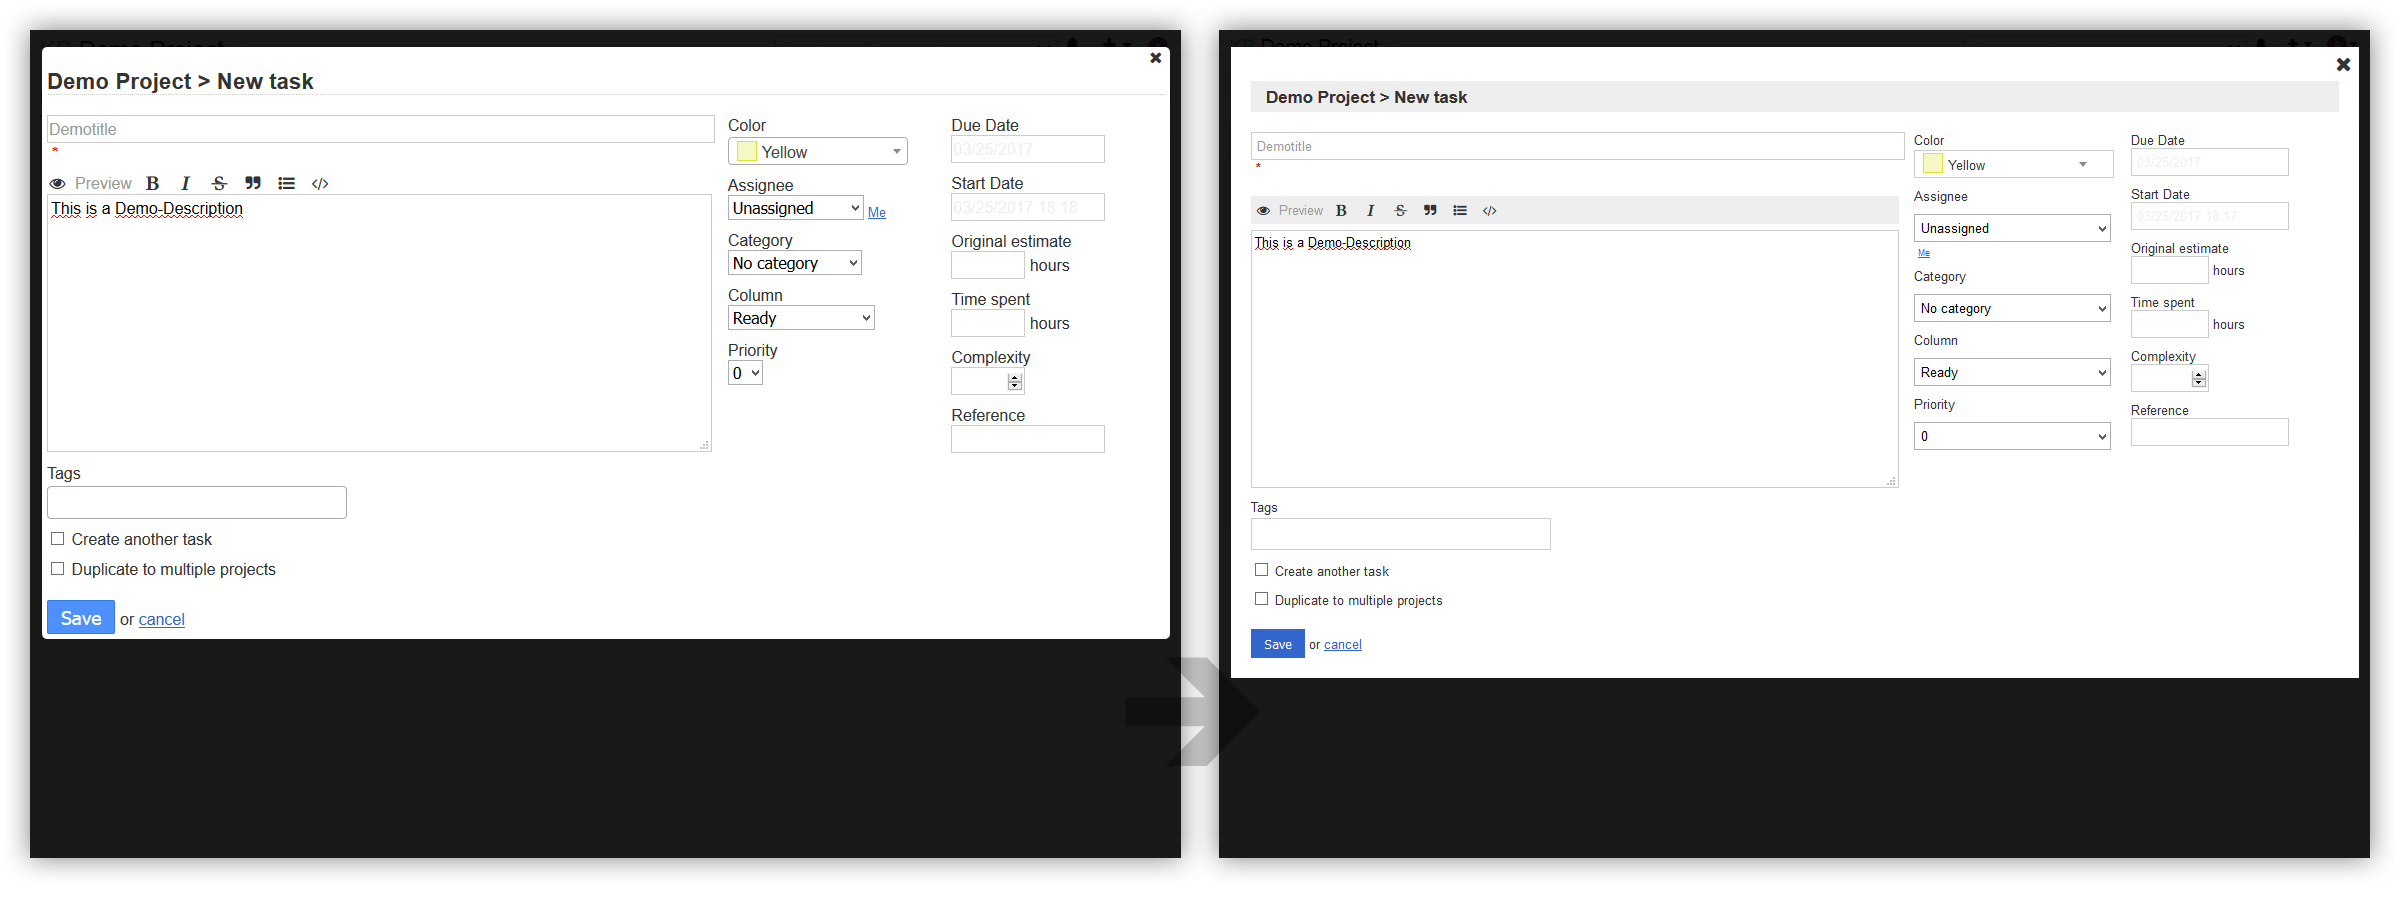 Demo Project
Demo Project > New task
Demotitle
*
Preview B I S </>
This is a Demo-Description
Tags
Create another task
Duplicate to multiple projects
Save or cancel
Color
Yellow
Assignee
Unassigned Me
Category
No category
Column
Ready
Priority
0
Due Date
03/25/2017
Start Date
03/25/2017 18:18
Original estimate
hours
Time spent
hours
Complexity
Reference
Demo Project
Demo Project > New task
Demotitle
*
Preview B I S </>
This is a Demo-Description
Tags
Create another task
Duplicate to multiple projects
Save or cancel
Color
Yellow
Assignee
Unassigned
Me
Category
No category
Column
Ready
Priority
0
Due Date
03/25/2017
Start Date
03/25/2017 18:17
Original estimate
hours
Time spent
hours
Complexity
Reference